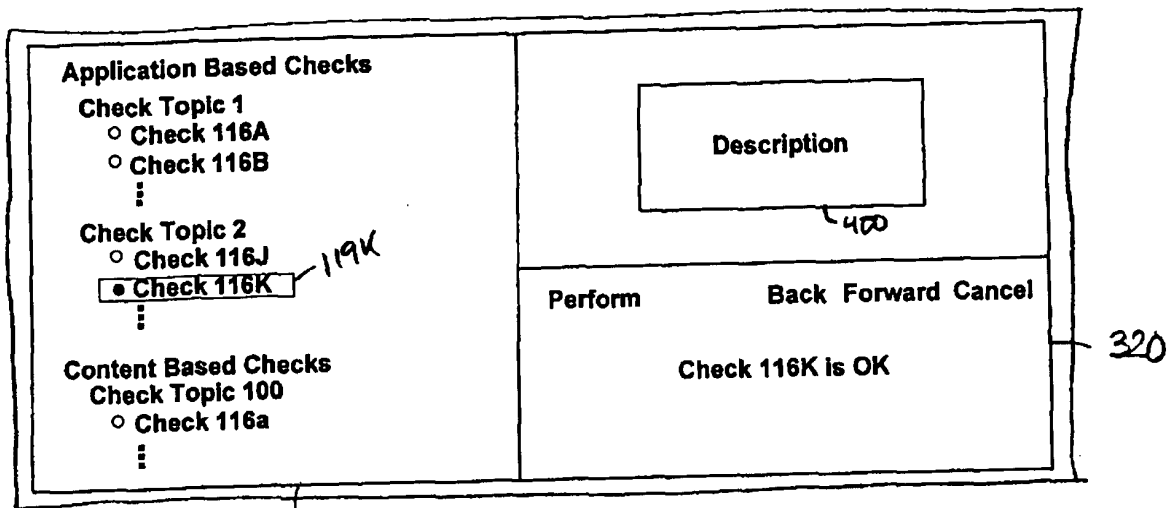 Application Based Checks
Check Topic 1
Check 116A
Check 116B
Check Topic 2
Check 116J
Check 116K
119K
Content Based Checks
Check Topic 100
Check 116a
Description
400
Perform Back Forward Cancel
Check 116K is OK
320